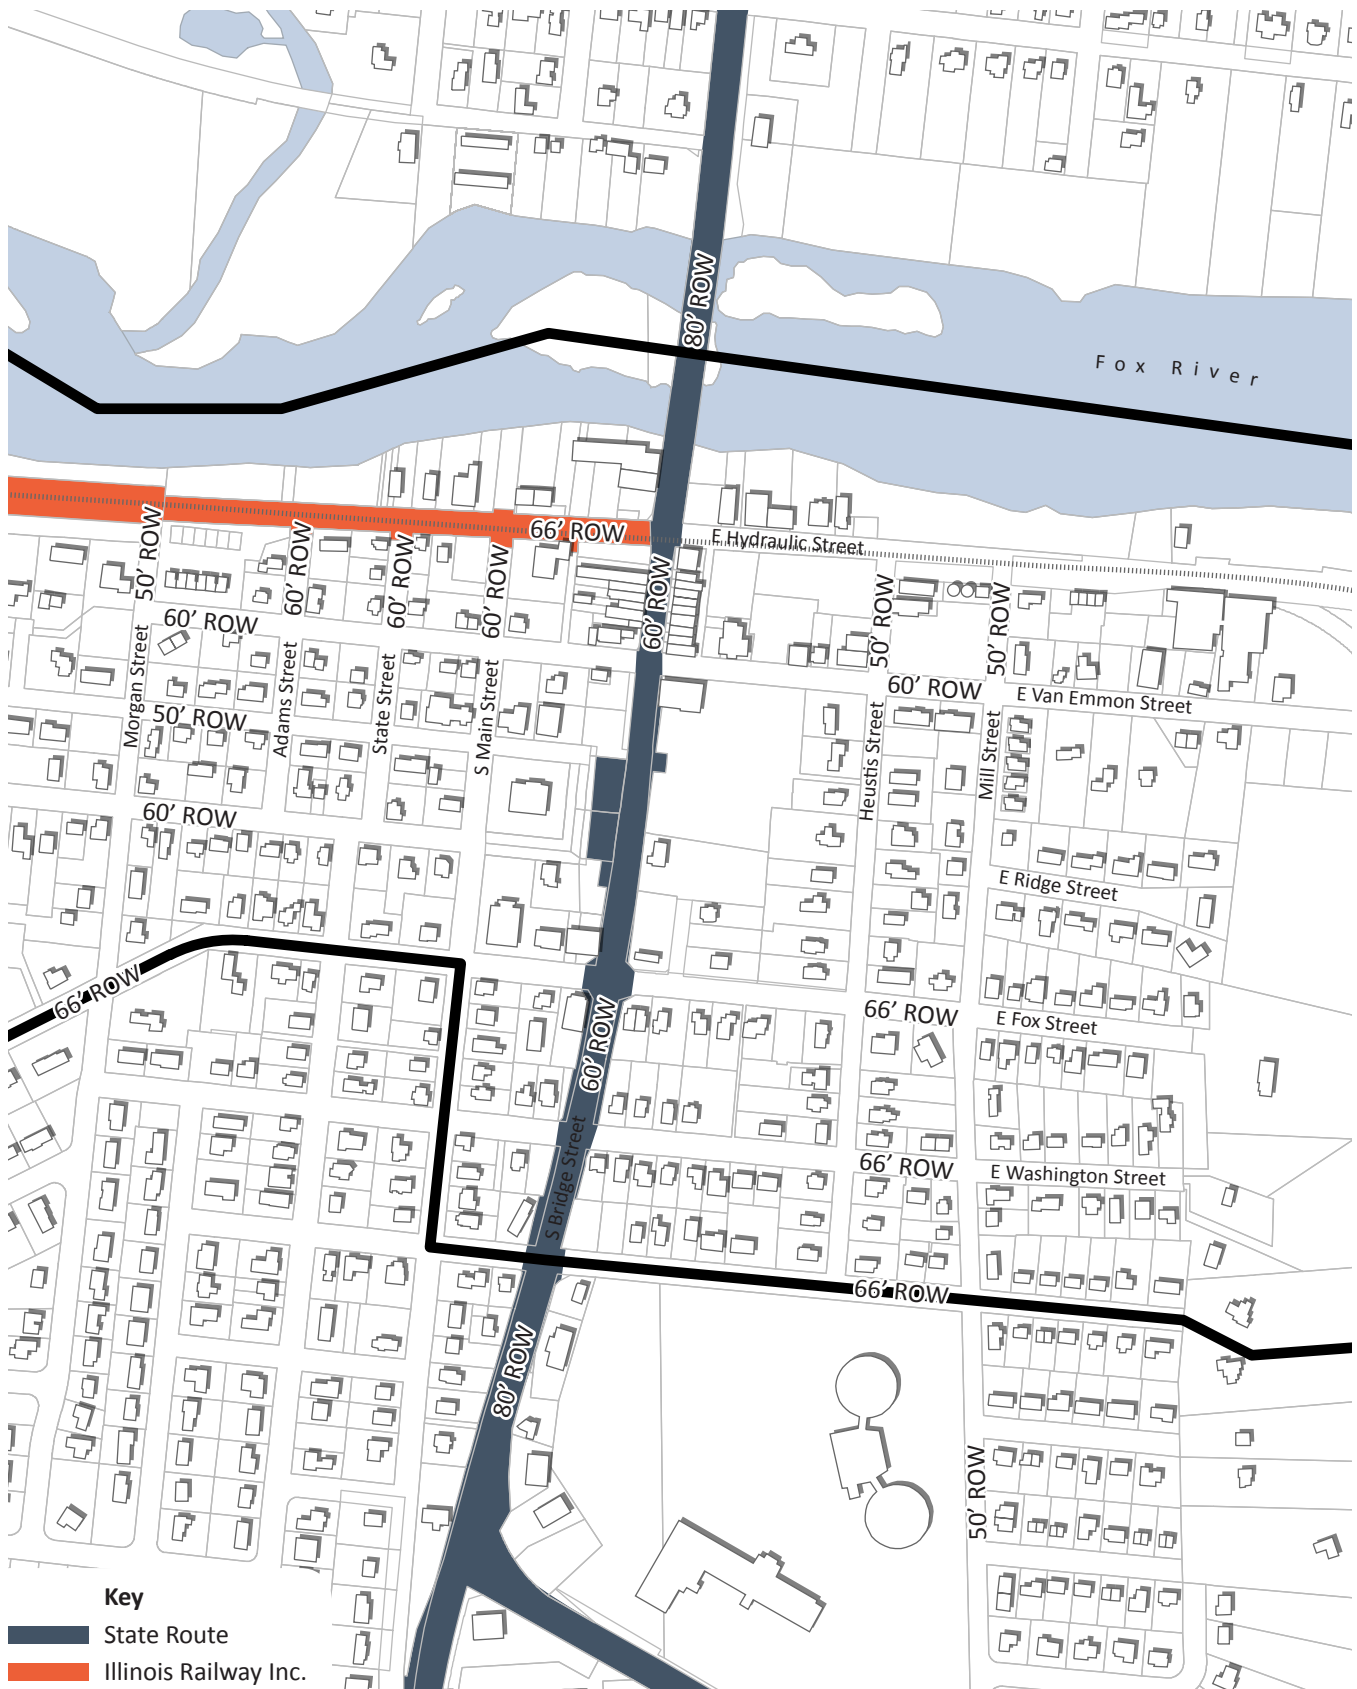 80' ROW
Fox River
66' ROW
E Hydraulic Street
50' ROW
60' ROW
60' ROW
60' ROW
60' ROW
50' ROW
50' ROW
60' ROW
Morgan Street
Adams Street
State Street
S Main Street
60' ROW
E Van Emmon Street
50' ROW
Heustis Street
Mill Street
60' ROW
E Ridge Street
66' ROW
60' ROW
66' ROW
E Fox Street
S Bridge Street
66' ROW
E Washington Street
66' ROW
80' ROW
50' ROW
Key
State Route
Illinois Railway Inc.